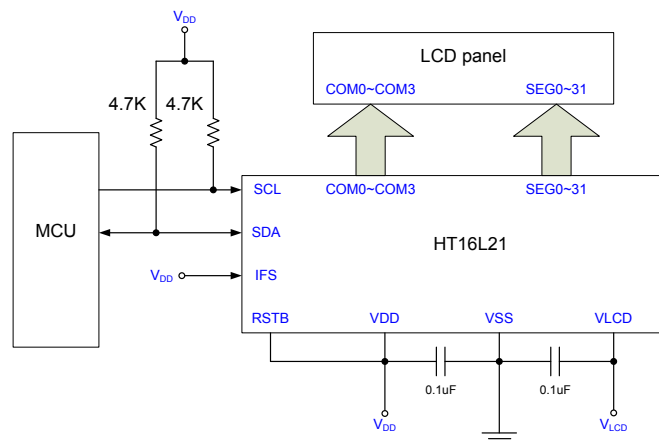 VDD
4.7K 4.7K
LCD panel
COM0~COM3 SEG0~31
MCU
SCL COM0~COM3 SEG0~31
SDA
HT16L21
VDD IFS
RSTB VDD VSS VLCD
0.1uF 0.1uF
VDD VLCD